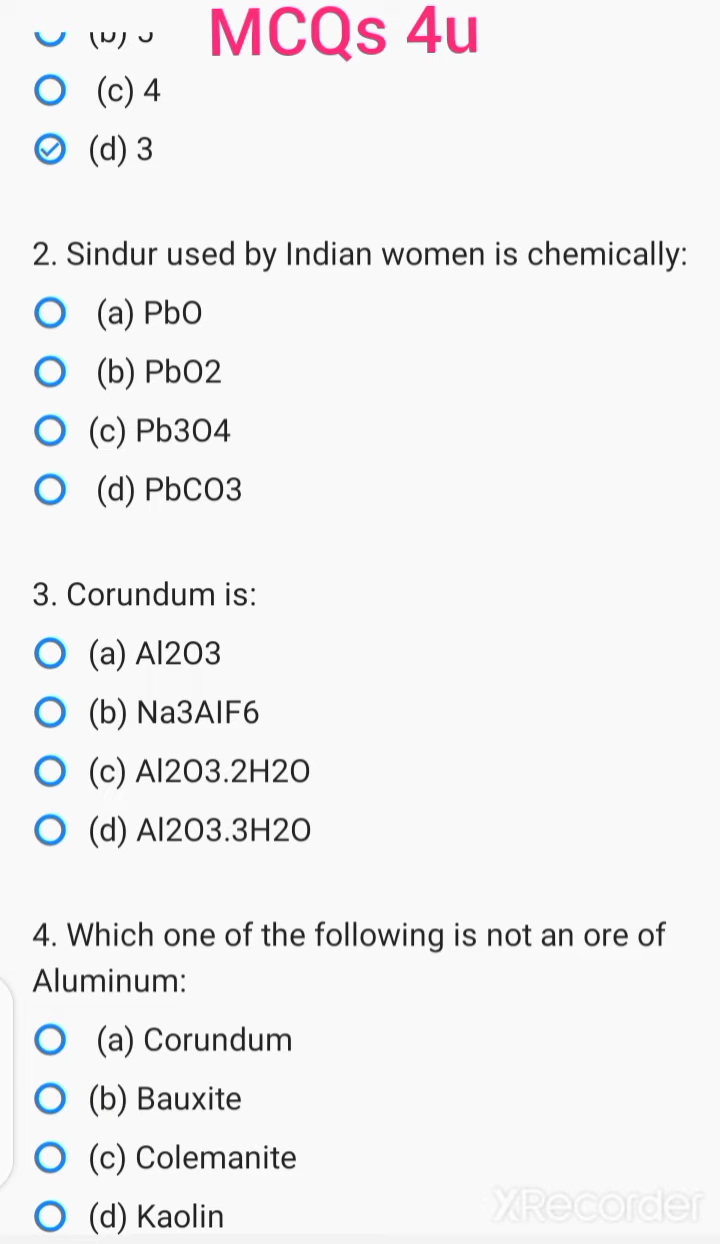 MCQs 4u
(c) 4
(d) 3
2. Sindur used by Indian women is chemically:
(a) PbO
(b) PbO2
(c) Pb3O4
(d) PbCO3
3. Corundum is:
(a) Al2O3
(b) Na3AlF6
(c) Al2O3.2H2O
(d) Al2O3.3H2O
4. Which one of the following is not an ore of
Aluminum:
(a) Corundum
(b) Bauxite
(c) Colemanite
(d) Kaolin
XRecorder